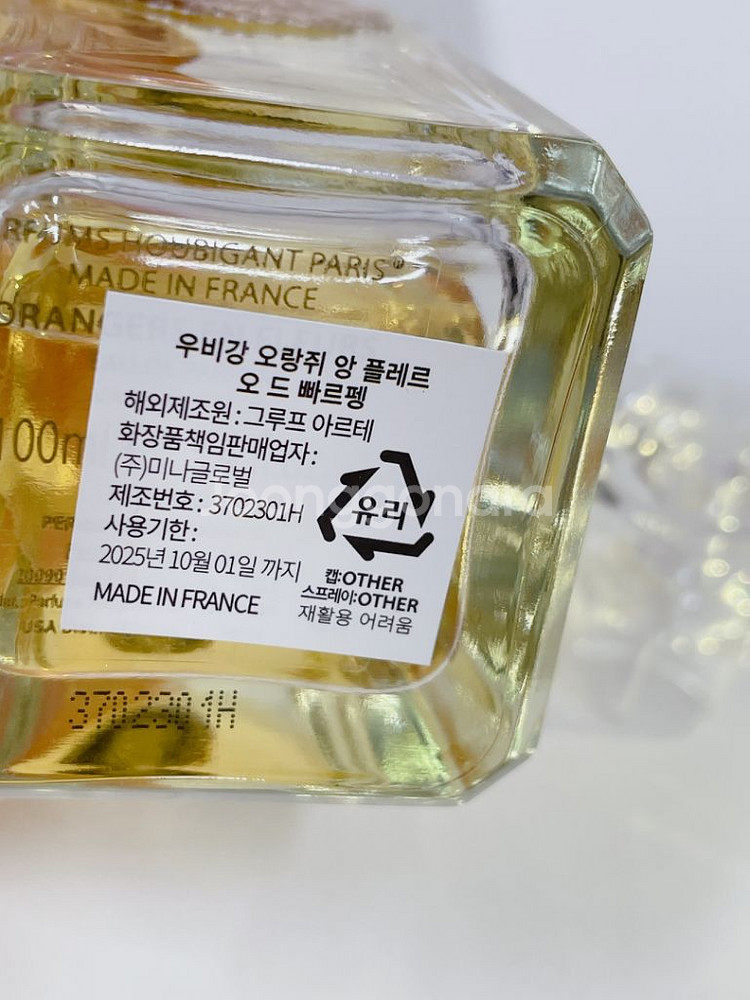 RFUMS HOUBIGANT PARIS®
MADE IN FRANCE
ORANGERS EN FLEURS
우비강 오랑쥐 앙 플레르
오 드 빠르펭
해외제조원 : 그루프 아르테
화장품책임판매업자 :
(주)미나글로벌
제조번호 : 3702301H
사용기한 :
2025년 10월 01일 까지
MADE IN FRANCE
유리
캡:OTHER
스프레이:OTHER
재활용 어려움
00m
USA
3702301H